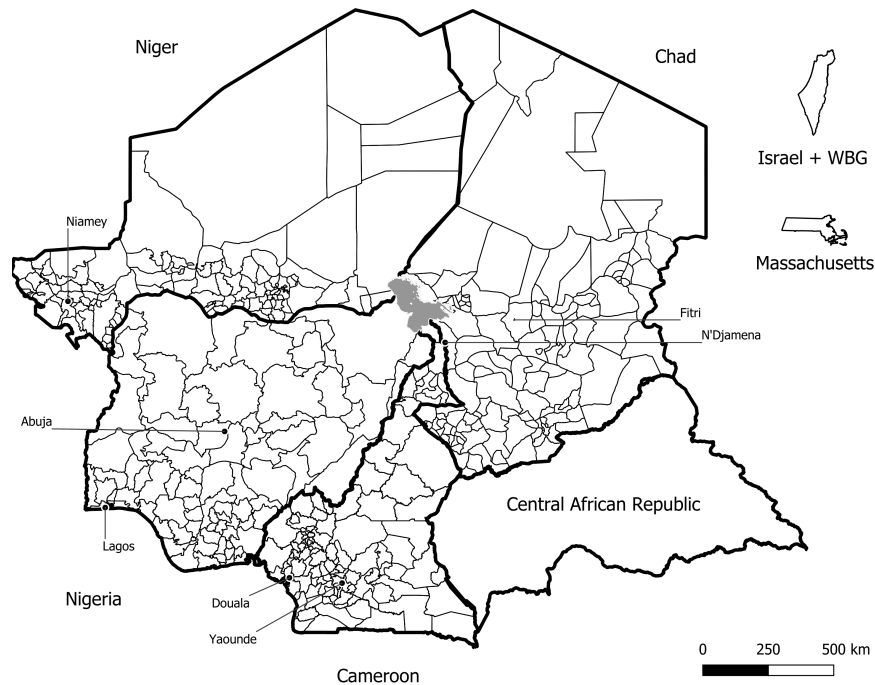 Niger
Chad
Israel + WBG
Niamey
Massachusetts
Fitri
N'Djamena
Abuja
Central African Republic
Lagos
Nigeria
Douala
Yaounde
0 250 500 km
Cameroon